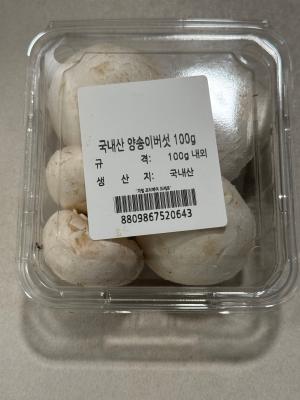 국내산 양송이버섯 100g
규 격: 100g 내외
생 산 지: 국내산
8809867520643